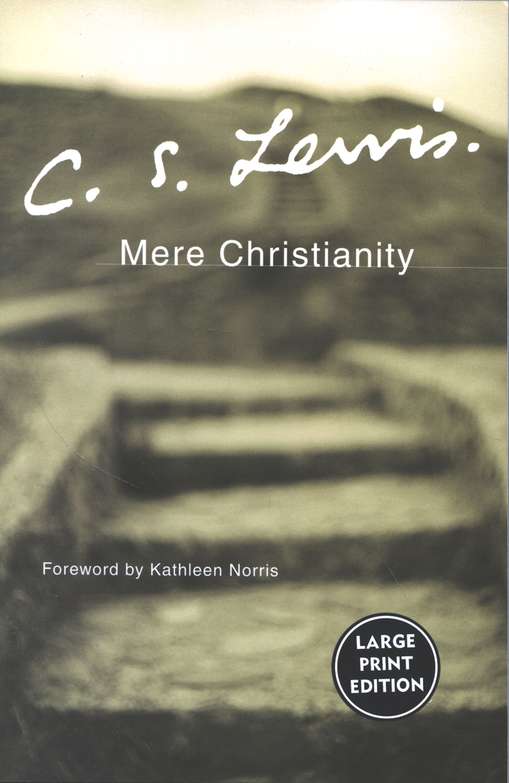 C. S. Lewis.
Mere Christianity
Foreword by Kathleen Norris
LARGE
PRINT
EDITION